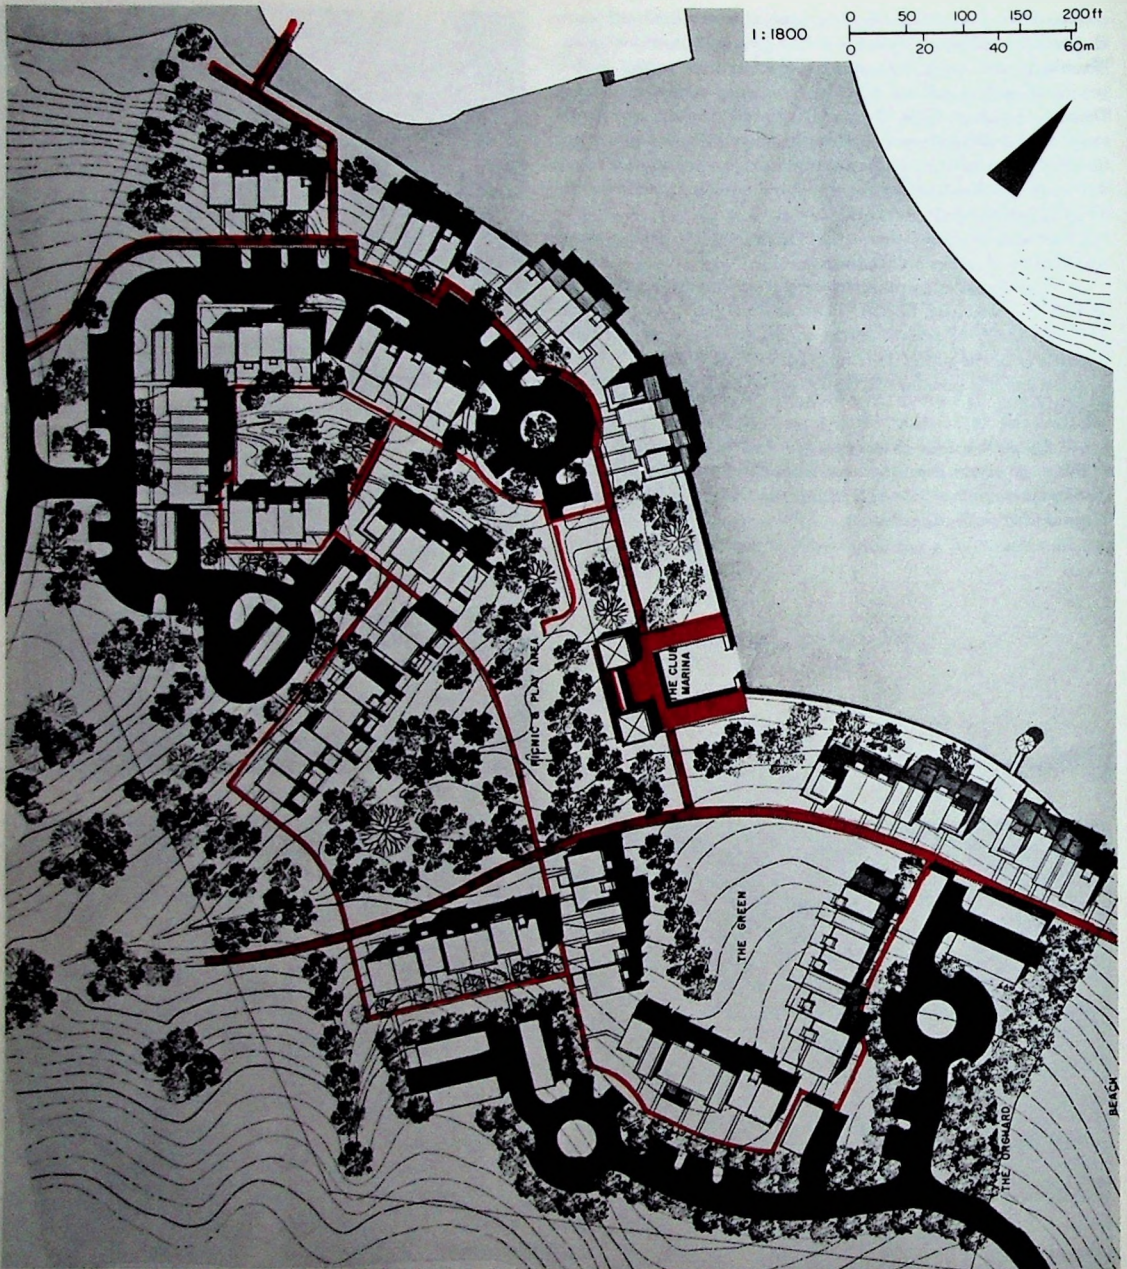 1:1800
0 50 100 150 200ft
0 20 40 60m
THE CLUB
MARINA
PICNIC & PLAY AREA
THE GREEN
THE ORCHARD
BEACH